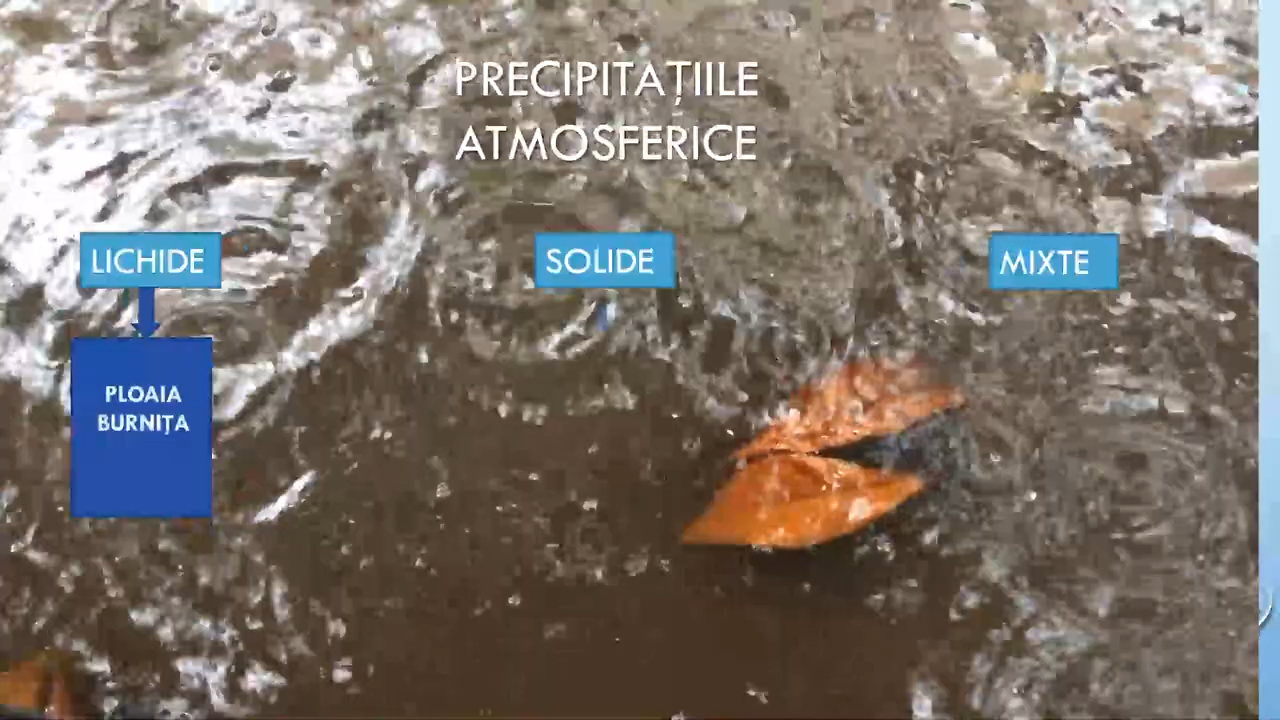 PRECIPITAȚIILE
ATMOSFERICE
LICHIDE
SOLIDE
MIXTE
PLOAIA
BURNIȚA